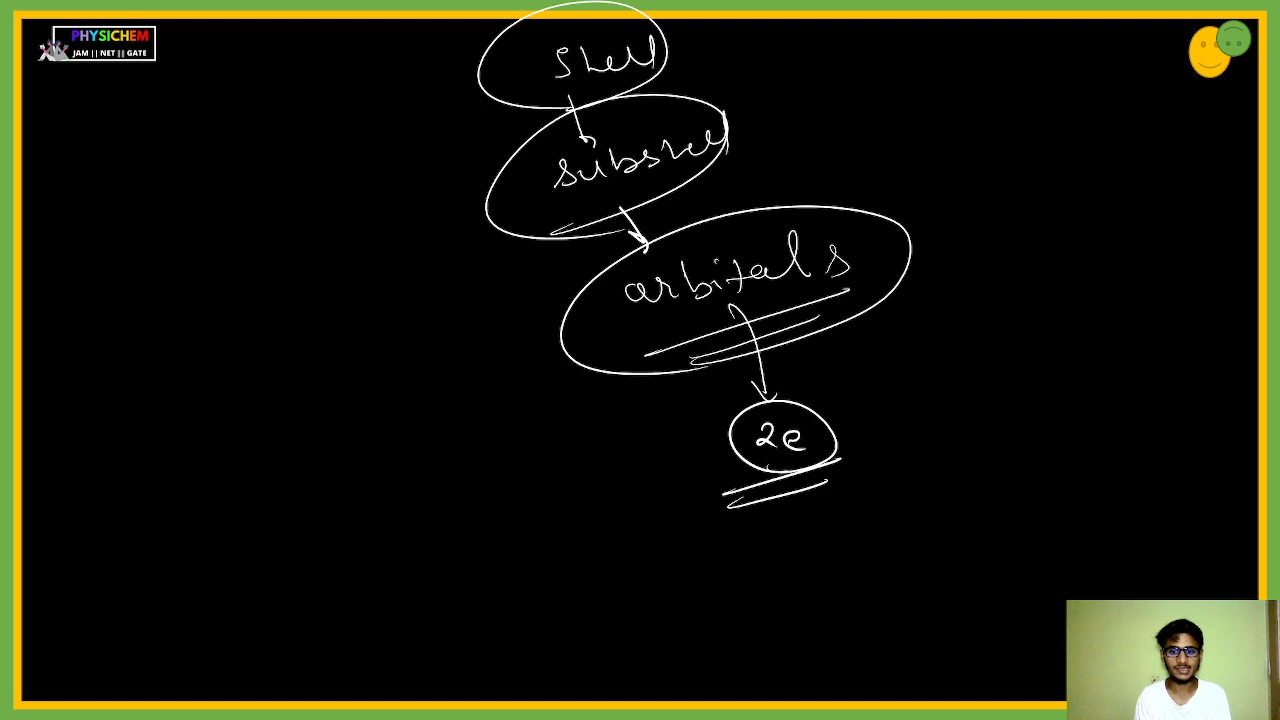 PHYSICHEM
JAM || NET || GATE
Shell
subshell
orbitals
2e